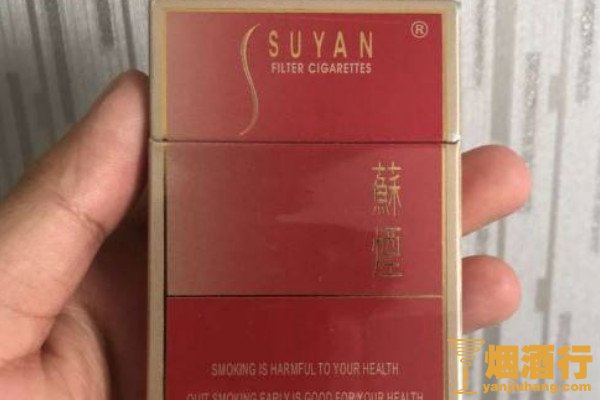 SUYAN ®
FILTER CIGARETTES
蘇
煙
SMOKING IS HARMFUL TO YOUR HEALTH
QUIT SMOKING EARLY IS GOOD FOR YOUR HEALTH
烟酒行
yanjiuhang.com